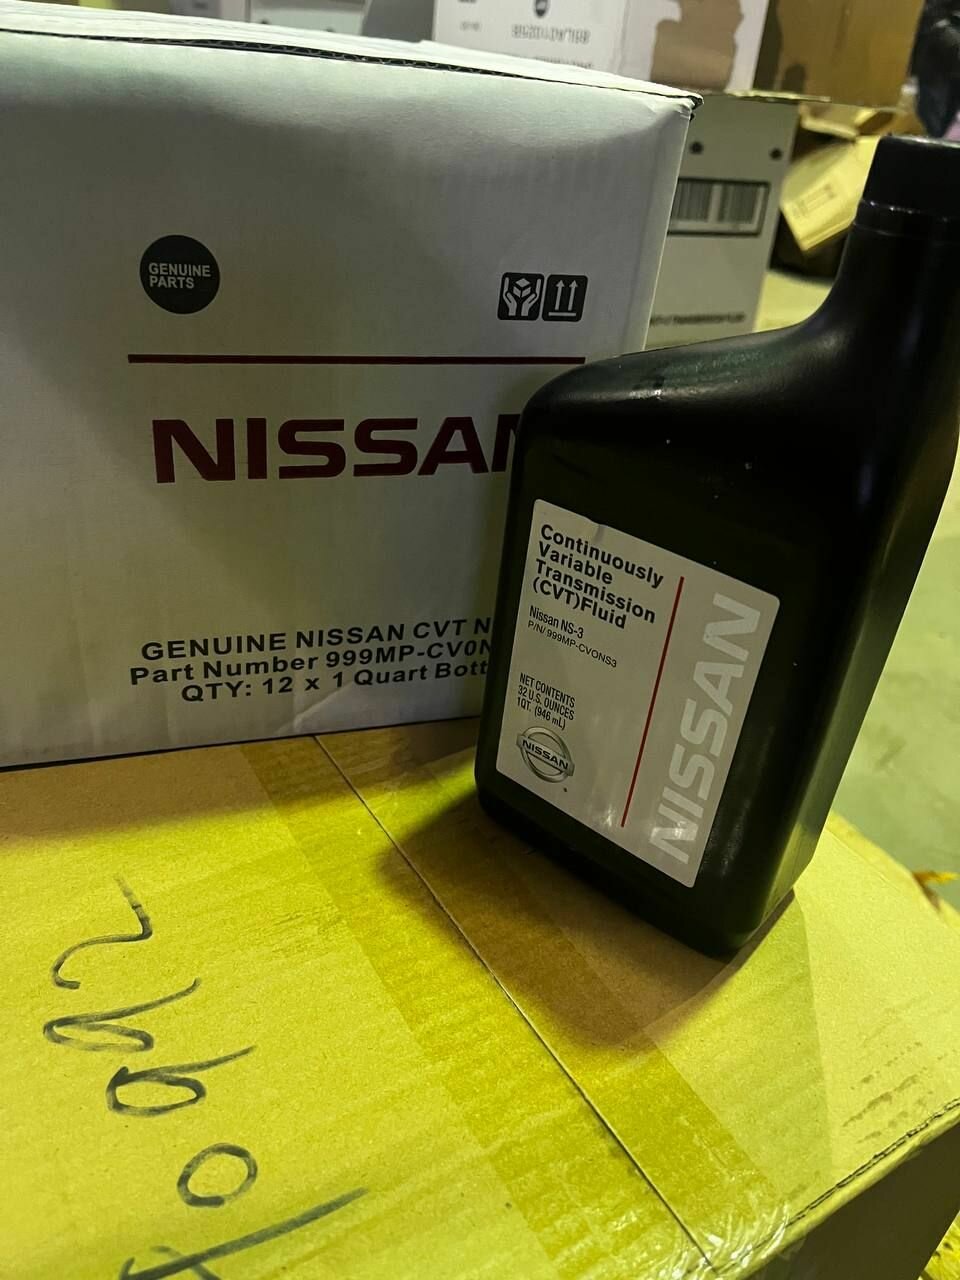 GENUINE
PARTS
NISSAN
GENUINE NISSAN CVT N
Part Number 999MP-CV0N
QTY: 12 x 1 Quart Bott
Continuously
Variable
Transmission
(CVT)Fluid
Nissan NS-3
P/N/ 999MP-CVONS3
NET CONTENTS
32 U.S. OUNCES
1QT. (946 mL)
NISSAN
NISSAN